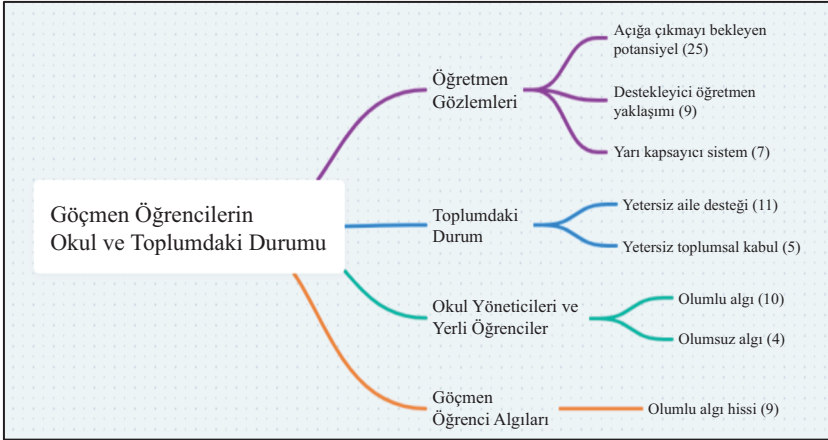 Göçmen Öğrencilerin
Okul ve Toplumdaki Durumu
Öğretmen
Gözlemleri
Açığa çıkmayı bekleyen
potansiyel (25)
Destekleyici öğretmen
yaklaşımı (9)
Yarı kapsayıcı sistem (7)
Toplumdaki
Durum
Yetersiz aile desteği (11)
Yetersiz toplumsal kabul (5)
Okul Yöneticileri ve
Yerli Öğrenciler
Olumlu algı (10)
Olumsuz algı (4)
Göçmen
Öğrenci Algıları
Olumlu algı hissi (9)